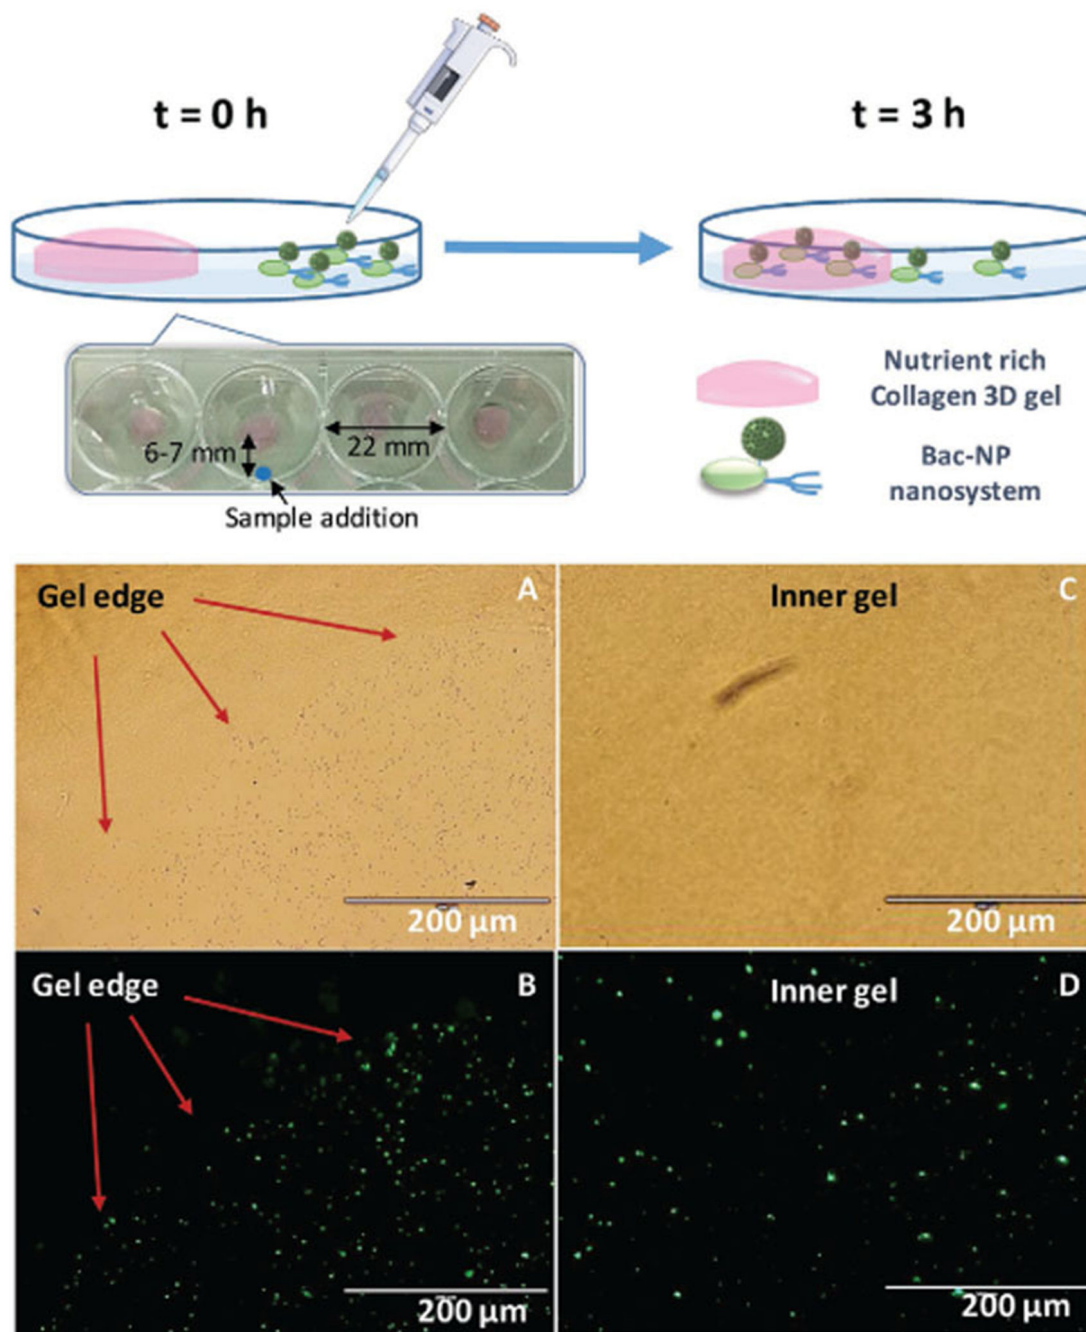 t = 0 h
t = 3 h
6-7 mm
22 mm
Sample addition
Nutrient rich
Collagen 3D gel
Bac-NP
nanosystem
Gel edge
A
Inner gel
C
200 µm
200 µm
Gel edge
B
Inner gel
D
200 µm
200 µm